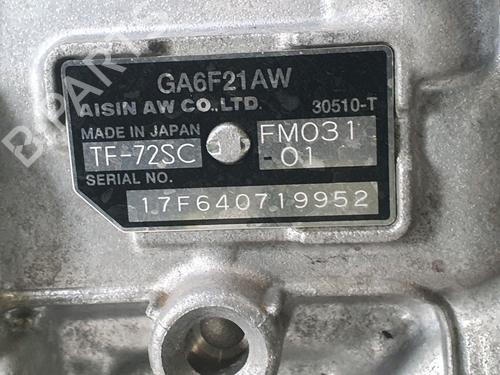 GA6F21AW
AISIN AW CO.,LTD. 30510-T
MADE IN JAPAN
TF-72SC FM031
-01
SERIAL NO.
17F640719952